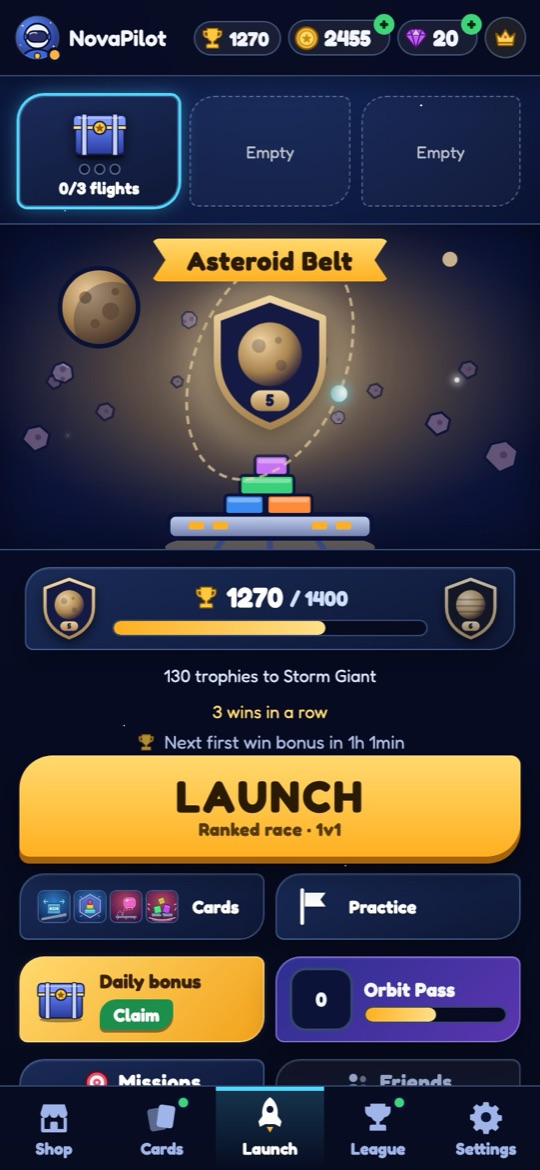 NovaPilot
1270
2455
20
0/3 flights
Empty
Empty
Asteroid Belt
5
5
1270 / 1400
130 trophies to Storm Giant
3 wins in a row
Next first win bonus in 1h 1min
LAUNCH
Ranked race · 1v1
Cards
Practice
Daily bonus
Claim
0
Orbit Pass
Missions
Friends
Shop
Cards
Launch
League
Settings